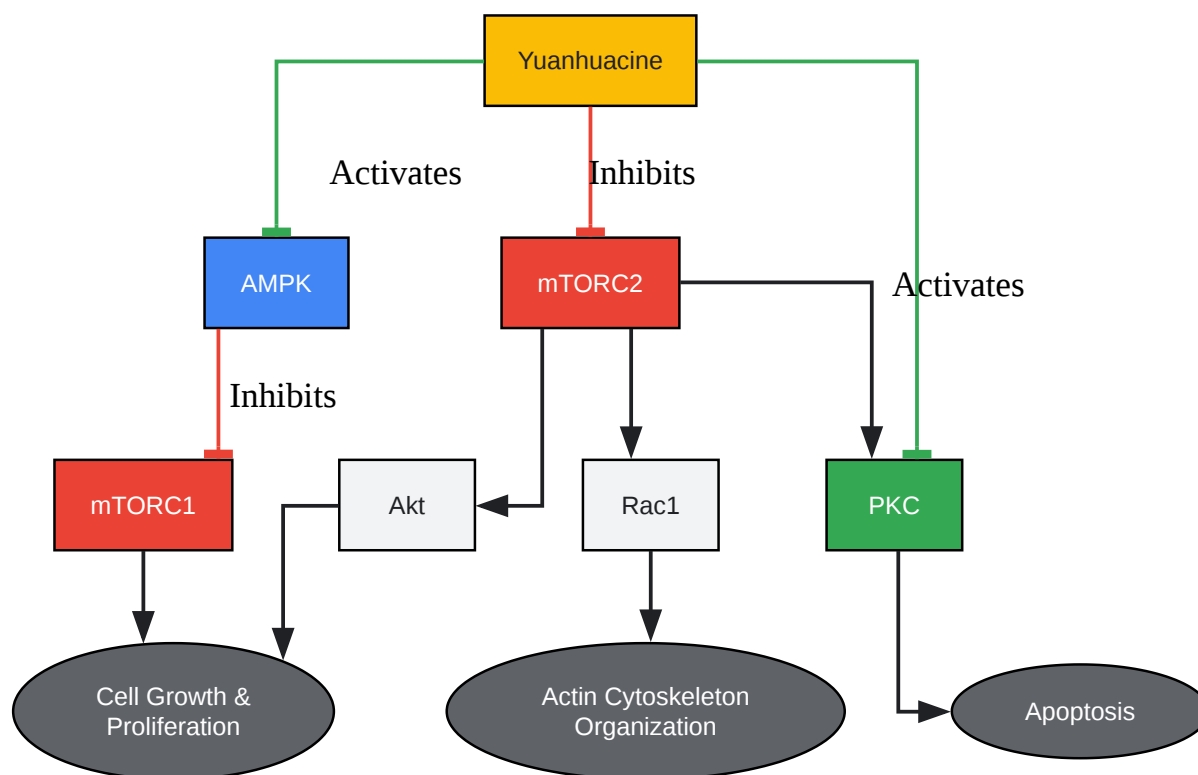 Yuanhuacine
Activates
Inhibits
AMPK
mTORC2
Activates
Inhibits
mTORC1
Akt
Rac1
PKC
Cell Growth &
Proliferation
Actin Cytoskeleton
Organization
Apoptosis